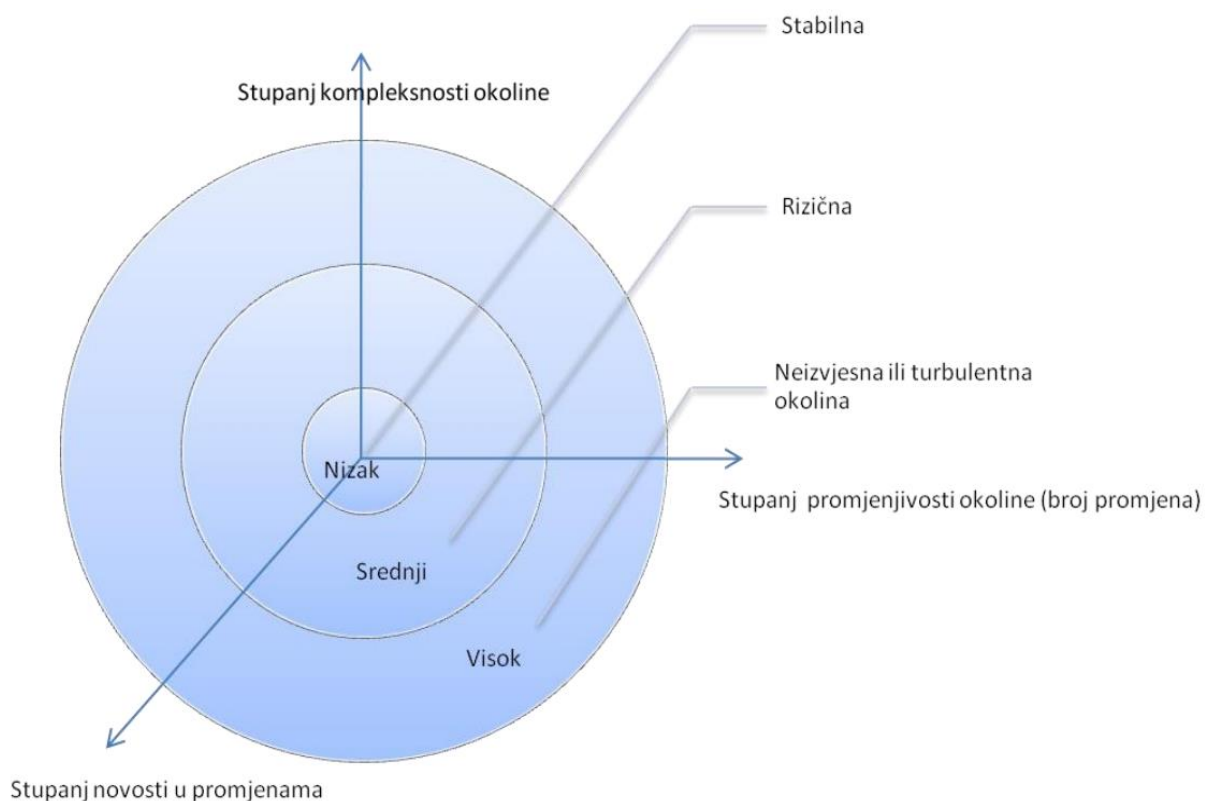 Stabilna
Stupanj kompleksnosti okoline
Rizična
Neizvjesna ili turbulentna
okolina
Nizak
Stupanj promjenjivosti okoline (broj promjena)
Srednji
Visok
Stupanj novosti u promjenama